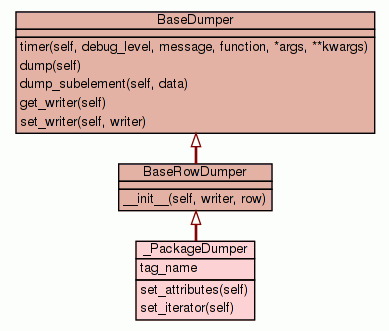 BaseDumper
timer(self, debug_level, message, function, *args, **kwargs)
dump(self)
dump_subelement(self, data)
get_writer(self)
set_writer(self, writer)
BaseRowDumper
__init__(self, writer, row)
_PackageDumper
tag_name
set_attributes(self)
set_iterator(self)